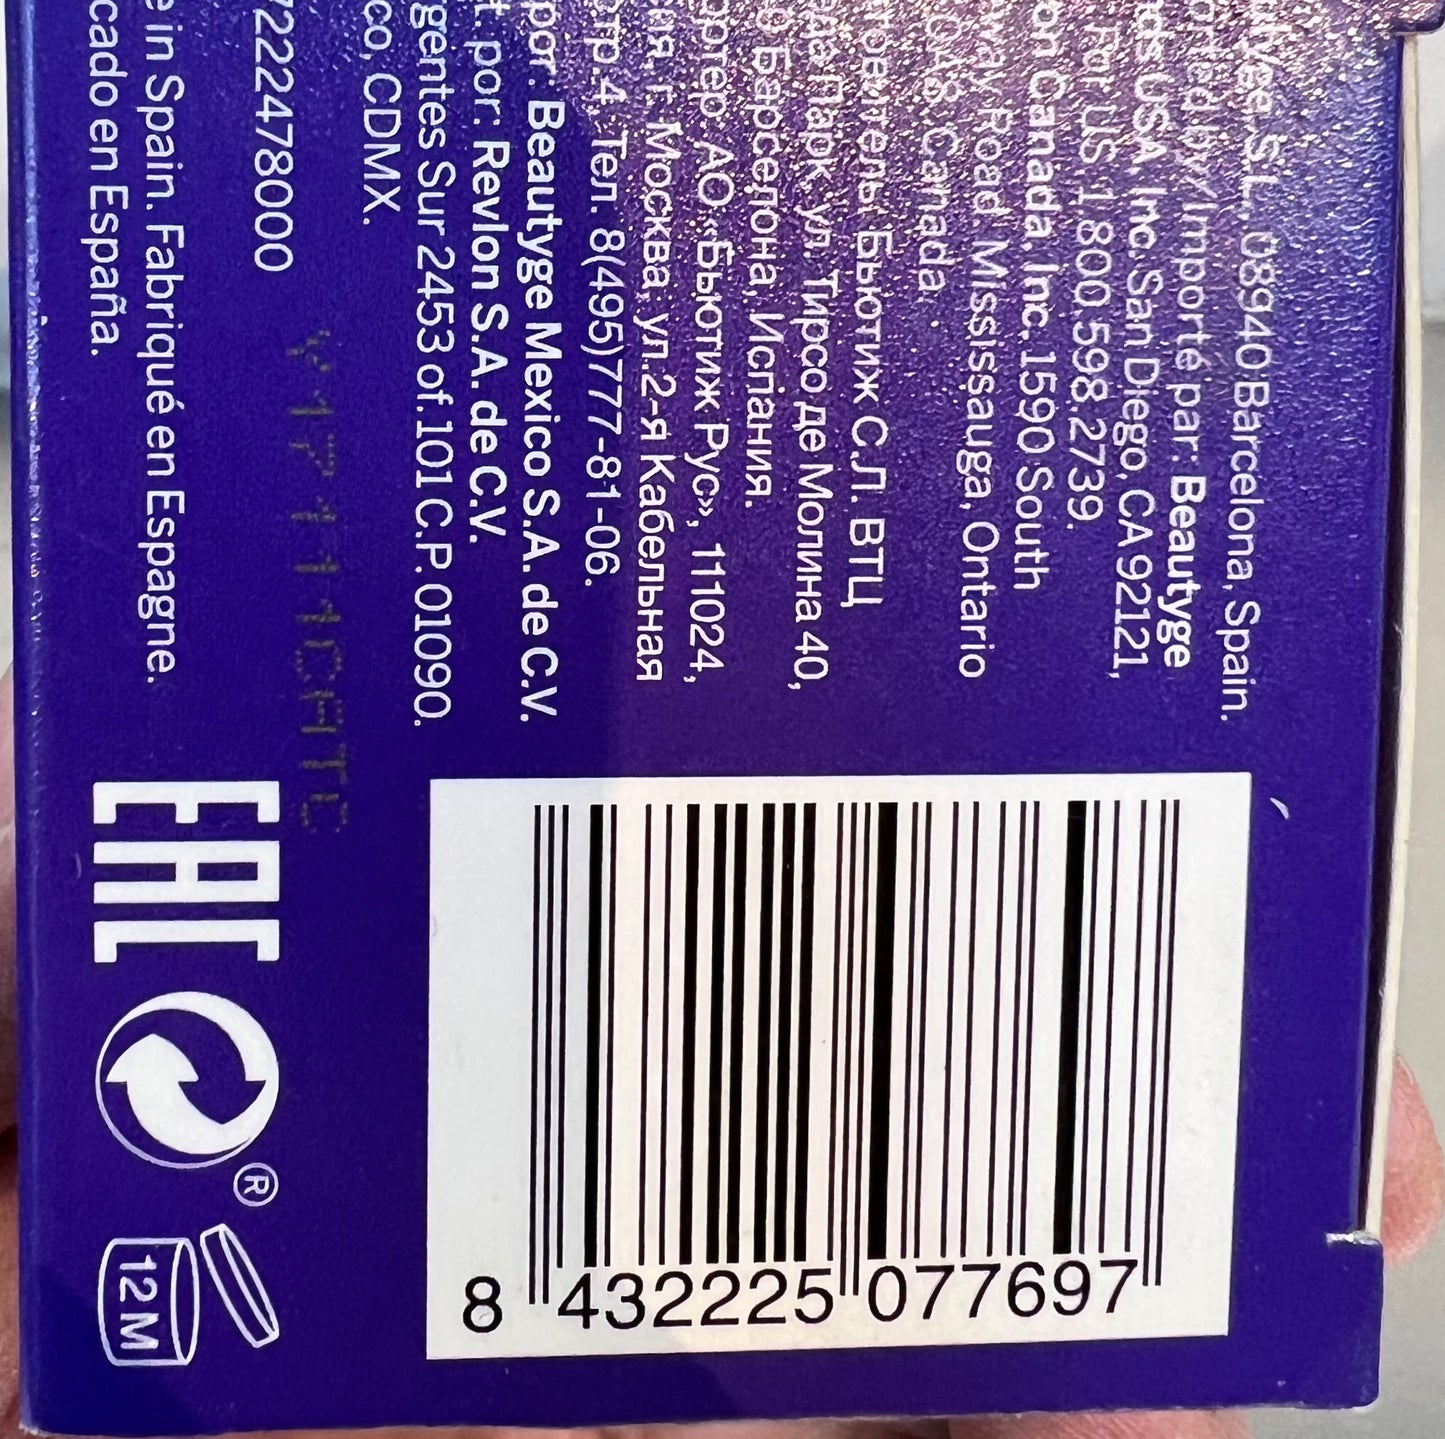 08940 Barcelona, Spain.
Importé par: Beautyge
USA, Inc. San Diego, CA 92121,
For US 1.800.598.2739.
Canada, Inc. 1590 South
Road Mississauga, Ontario
Canada.
Бьютиж С.Л. ВТЦ
Парк, ул. Тирсо де Молина 40,
Барселона, Испания.
АО «Бьютиж Рус», 111024,
г. Москва, ул.2-я Кабельная
стр.4, Тел. 8(495)777-81-06.
por: Beautyge Mexico S.A. de C.V.
por: Revlon S.A. de C.V.
Sur 2453 of.101 C.P. 01090.
CDMX.
7222478000
in Spain. Fabriqué en Espagne.
en España.
EAC
®
12 M
8 432225 077697